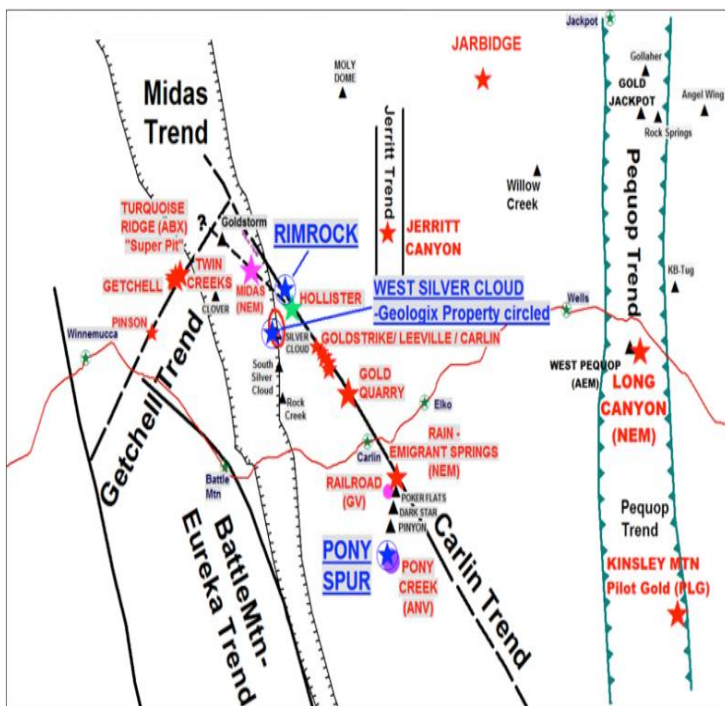 Jackpot
JARBIDGE
MOLY
DOME
Gollaher
GOLD
JACKPOT
Angel Wing
Rock Springs
Midas
Trend
Jerritt Trend
Pequop Trend
Willow
Creek
TURQUOISE
RIDGE (ABX)
"Super Pit"
?
Goldstorm
RIMROCK
JERRITT
CANYON
TWIN
CREEKS
GETCHELL
MIDAS
(NEM)
HOLLISTER
WEST SILVER CLOUD
-Geologix Property circled
KB-Tug
CLOVER
Wells
PINSON
Winnemucca
SILVER
CLOUD
GOLDSTRIKE/ LEEVILLE / CARLIN
WEST PEQUOP
(AEM)
South
Silver
Cloud
GOLD
QUARRY
LONG
CANYON
(NEM)
Rock
Creek
Elko
Getchell Trend
Carlin
RAIN -
EMIGRANT SPRINGS
(NEM)
Battle
Mtn
RAILROAD
(GV)
POKER FLATS
DARK STAR
PINYON
Pequop
Trend
BattleMtn-
Eureka Trend
Carlin Trend
PONY
SPUR
PONY
CREEK
(ANV)
KINSLEY MTN
Pilot Gold (PLG)